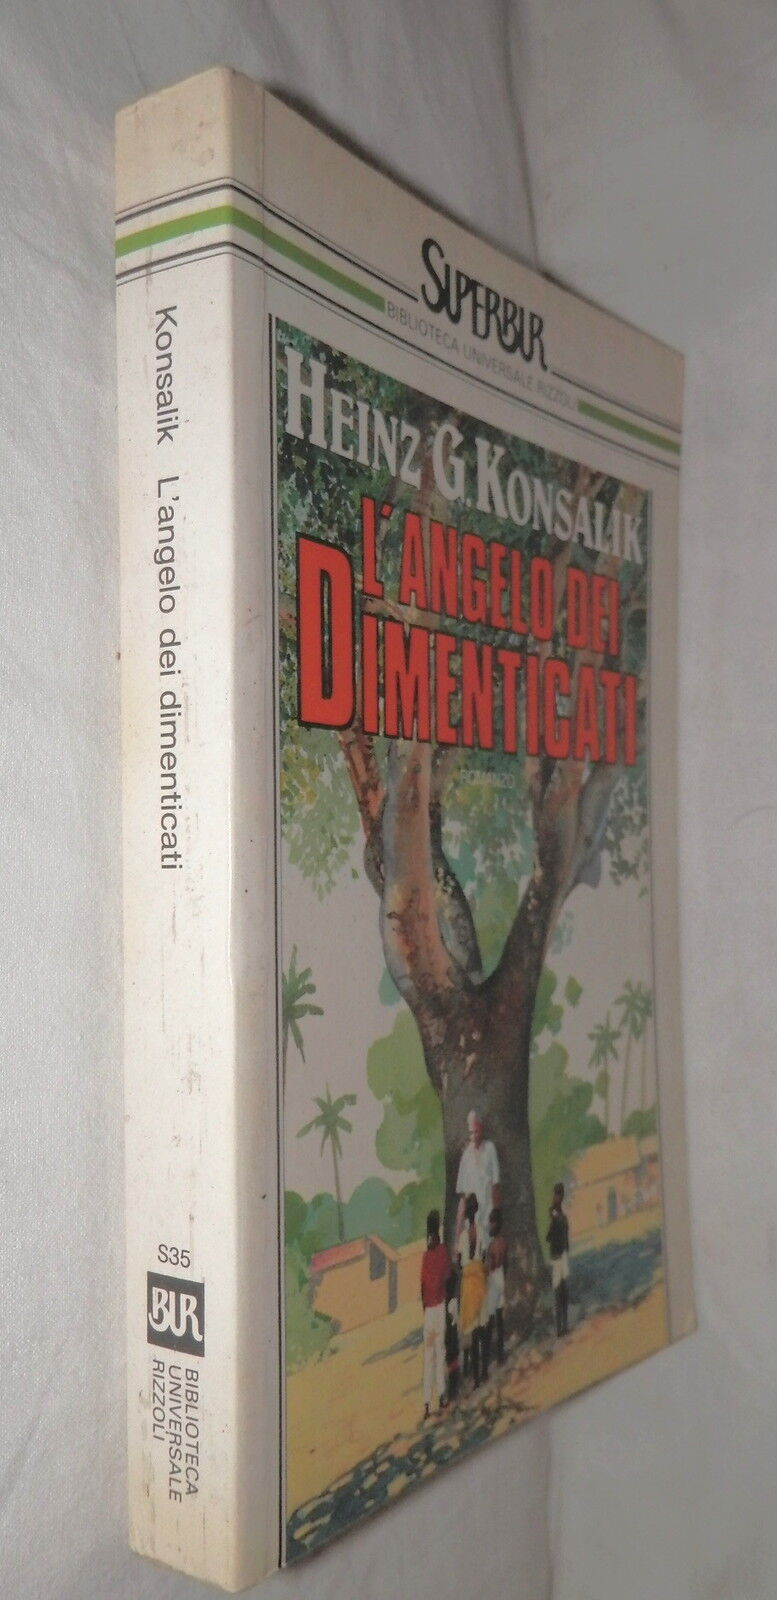 Konsalik L'angelo dei dimenticati
S35
BUR
BIBLIOTECA
UNIVERSALE
RIZZOLI
SUPERBUR
BIBLIOTECA UNIVERSALE RIZZOLI
HEINZ G. KONSALIK
L'ANGELO DEI
DIMENTICATI
ROMANZO